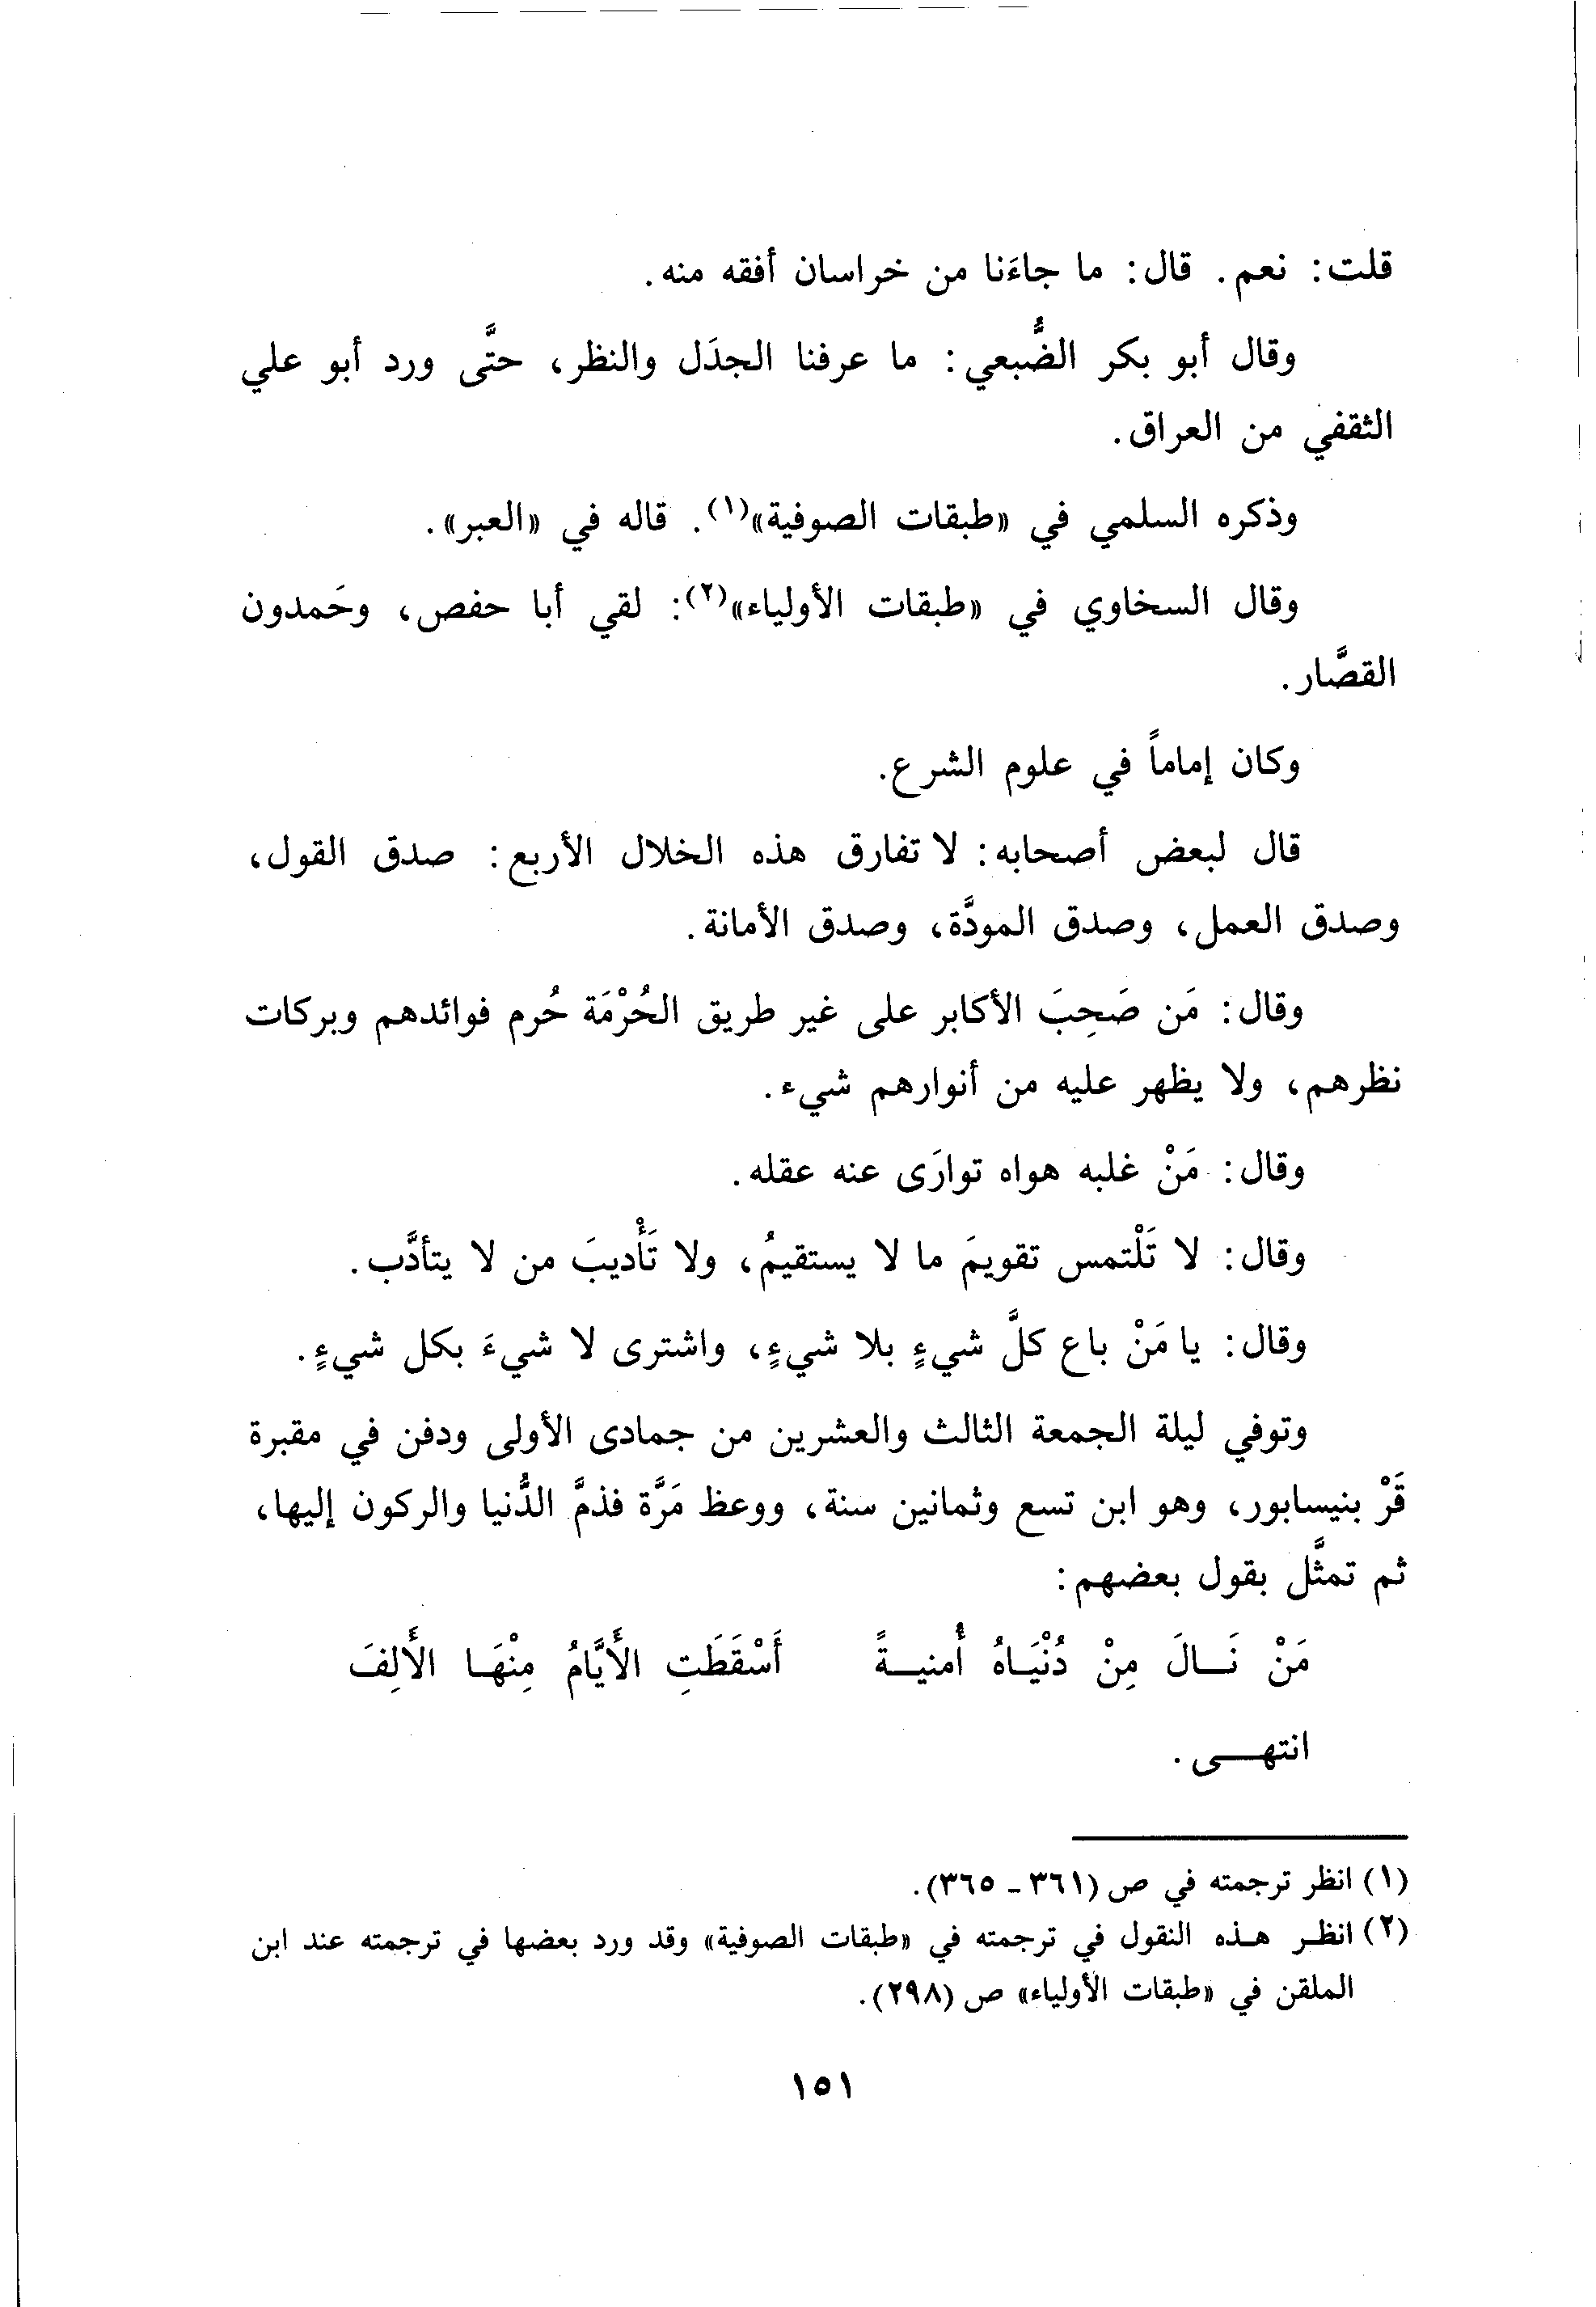 قلت: نعم. قال: ما جاءَنا من خراسان أفقه منه.
وقال أبو بكر الضُّبعي: ما عرفنا الجدَل والنظر، حتَّى ورد أبو علي
الثقفي من العراق.
وذكره السلمي في «طبقات الصوفية»(١). قاله في «العبر».
وقال السخاوي في «طبقات الأولياء»(٢): لقي أبا حفص، وحَمدون
القصَّار.
وكان إماماً في علوم الشرع.
قال لبعض أصحابه: لا تفارق هذه الخلال الأربع: صدق القول،
وصدق العمل، وصدق المودَّة، وصدق الأمانة.
وقال: مَن صَحِبَ الأكابر على غير طريق الحُرْمَة حُرم فوائدهم وبركات
نظرهم، ولا يظهر عليه من أنوارهم شيء.
وقال: مَنْ غلبه هواه توارَى عنه عقله.
وقال: لا تَلْتمس تقويمَ ما لا يستقيمُ، ولا تَأْديبَ من لا يتأدَّب.
وقال: يا مَنْ باع كلَّ شيءٍ بلا شيءٍ، واشترى لا شيءَ بكل شيءٍ.
وتوفي ليلة الجمعة الثالث والعشرين من جمادى الأولى ودفن في مقبرة
قَرْ بنيسابور، وهو ابن تسع وثمانين سنة، ووعظ مَرَّة فذمَّ الدُّنيا والركون إليها،
ثم تمثَّل بقول بعضهم:
مَنْ نَــالَ مِنْ دُنْيَـاهُ أُمنيــةً أَسْقَطَتِ الأَيَّامُ مِنْهَـا الأَلِفَ
انتهــى.
(١) انظر ترجمته في ص (٣٦١ - ٣٦٥).
(٢) انظـر هـذه النقول في ترجمته في «طبقات الصوفية» وقد ورد بعضها في ترجمته عند ابن
الملقن في «طبقات الأولياء» ص (٢٩٨).
١٥١